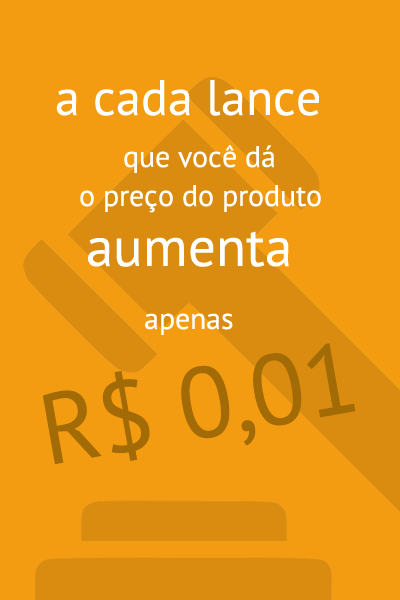 a cada lance
que você dá
o preço do produto
aumenta
apenas
R$ 0,01